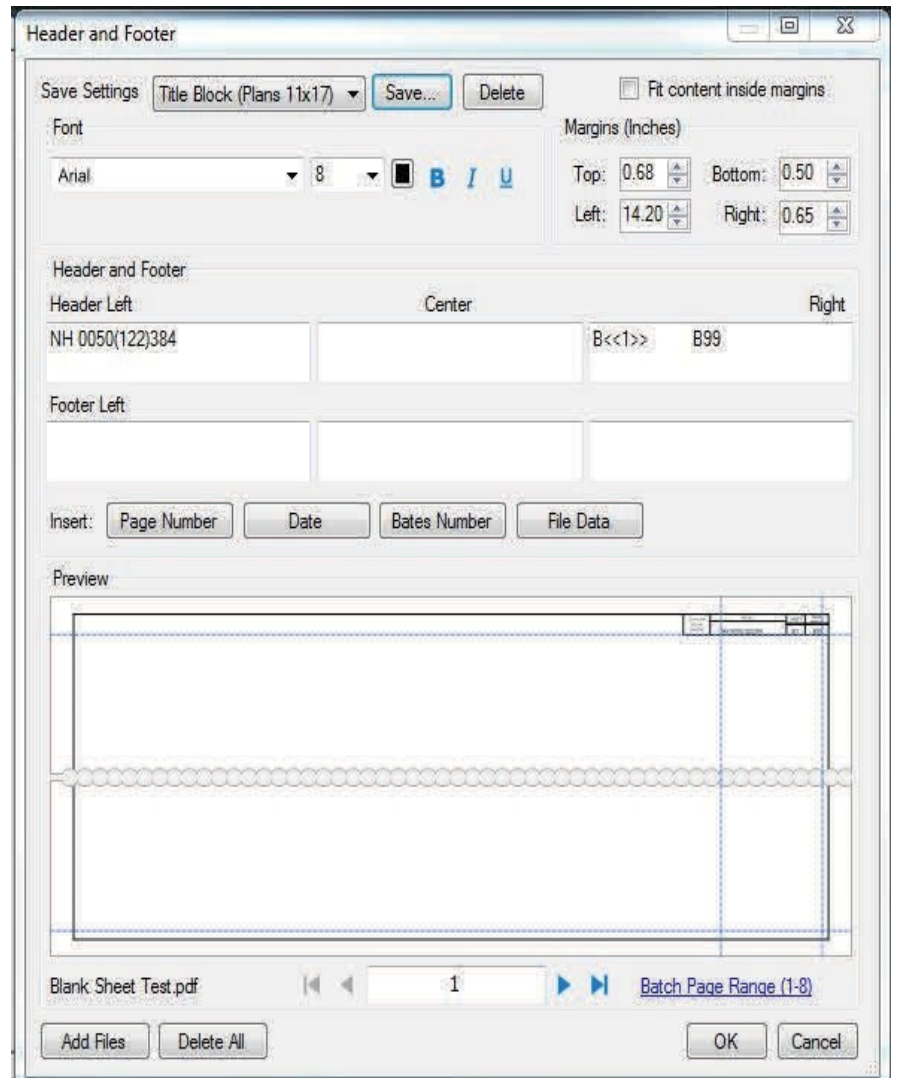 Header and Footer
Save Settings Title Block (Plans 11x17) Save... Delete Fit content inside margins
Font Margins (Inches)
Arial 8 B I U Top: 0.68 Bottom: 0.50
Left: 14.20 Right: 0.65
Header and Footer
Header Left Center Right
NH 0050(122)384 B<<1>> B99
Footer Left
Insert: Page Number Date Bates Number File Data
Preview
Blank Sheet Test.pdf 1 Batch Page Range (1-8)
Add Files Delete All OK Cancel